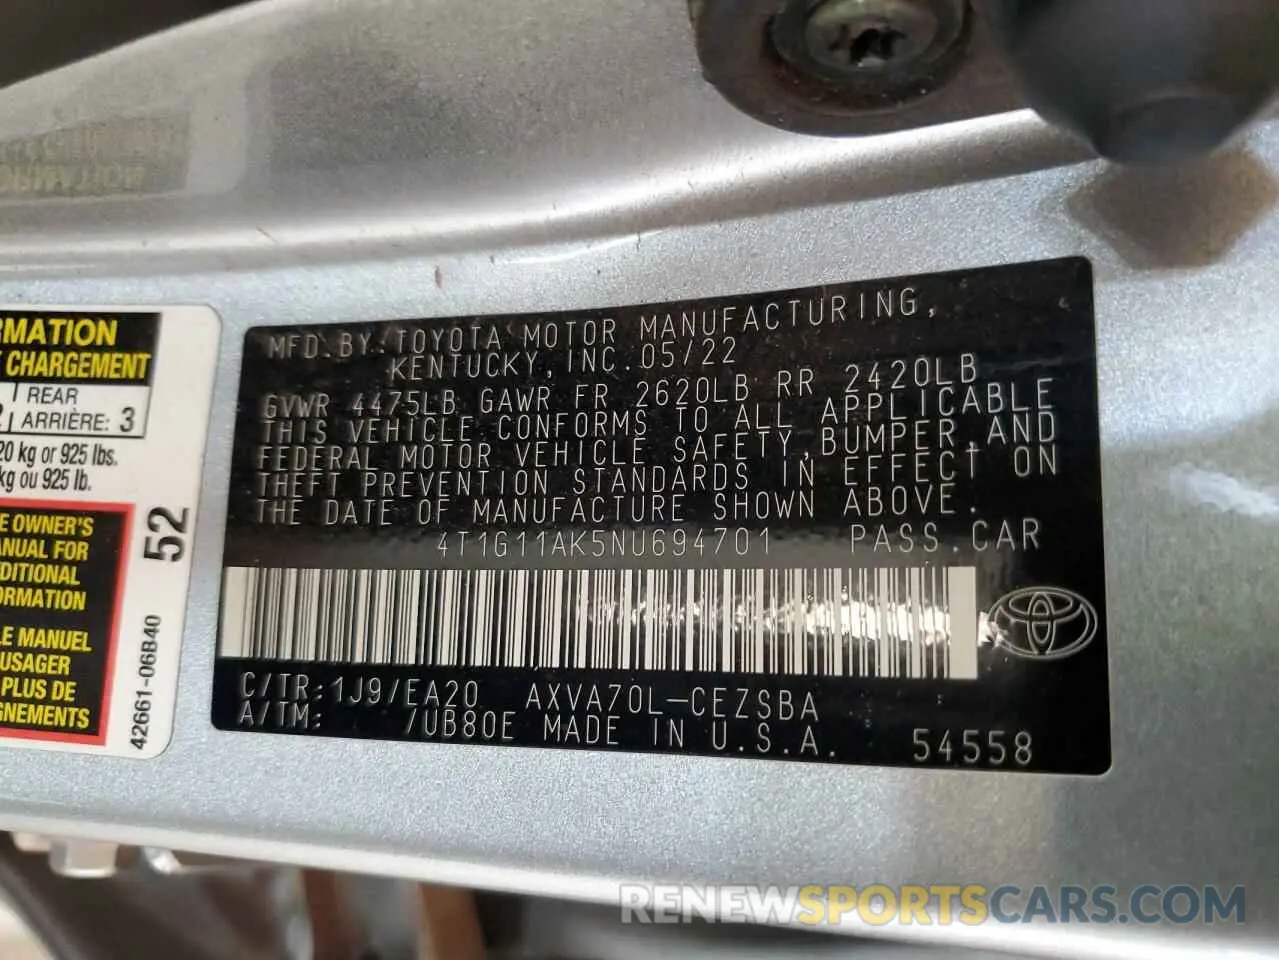 RMATION
CHARGEMENT
REAR
ARRIÈRE: 3
20 kg or 925 lbs.
kg ou 925 lb.
E OWNER'S
ANUAL FOR
DDITIONAL
ORMATION
LE MANUEL
USAGER
PLUS DE
GNEMENTS
52
42661-06B40
MFD.BY.TOYOTA MOTOR MANUFACTURING,
KENTUCKY,INC.05/22
GVWR 4475LB GAWR FR 2620LB RR 2420LB
THIS VEHICLE CONFORMS TO ALL APPLICABLE
FEDERAL MOTOR VEHICLE SAFETY,BUMPER,AND
THEFT PREVENTION STANDARDS IN EFFECT ON
THE DATE OF MANUFACTURE SHOWN ABOVE.
4T1G11AK5NU694701 PASS.CAR
C/TR:1J9/EA20 AXVA70L-CEZSBA
A/TM: /UB80E MADE IN U.S.A. 54558
RENEWSPORTSCARS.COM